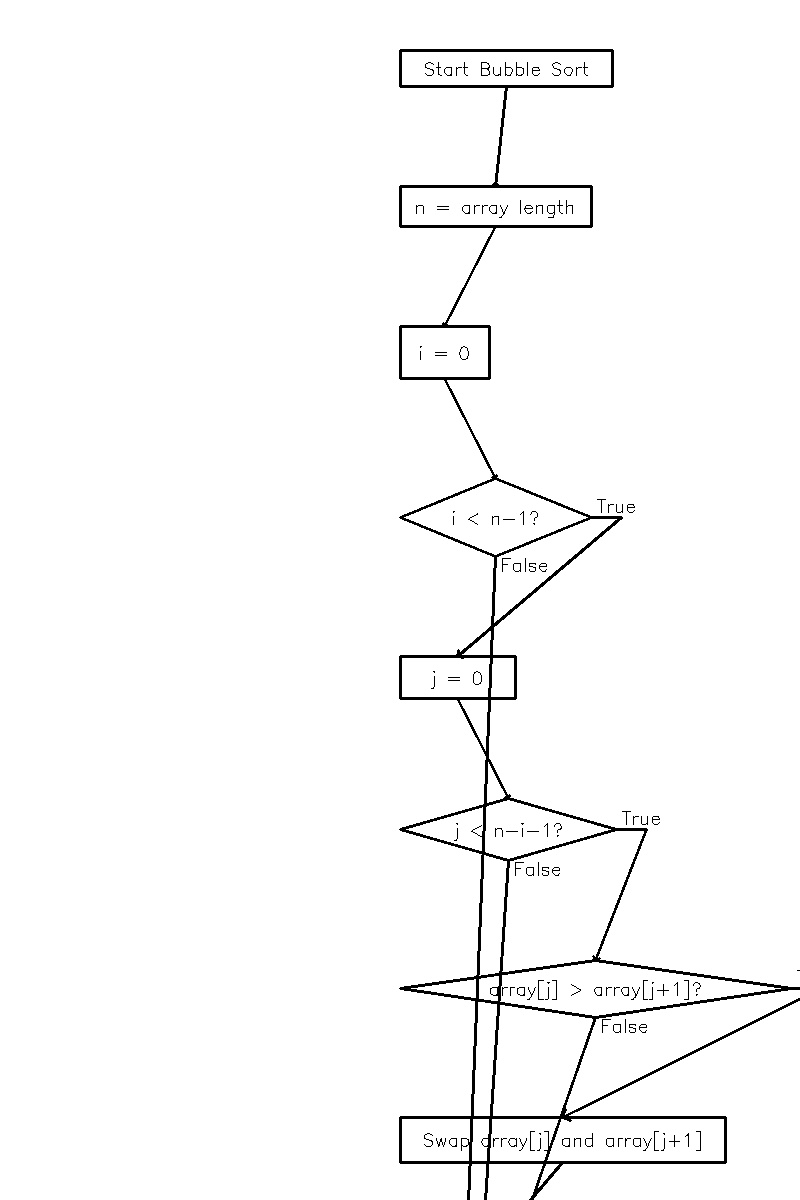 Start Bubble Sort
n = array length
i = 0
True
i < n-1?
False
j = 0
True
j < n-i-1?
False
array[j] > array[j+1]?
False
Swap array[j] and array[j+1]